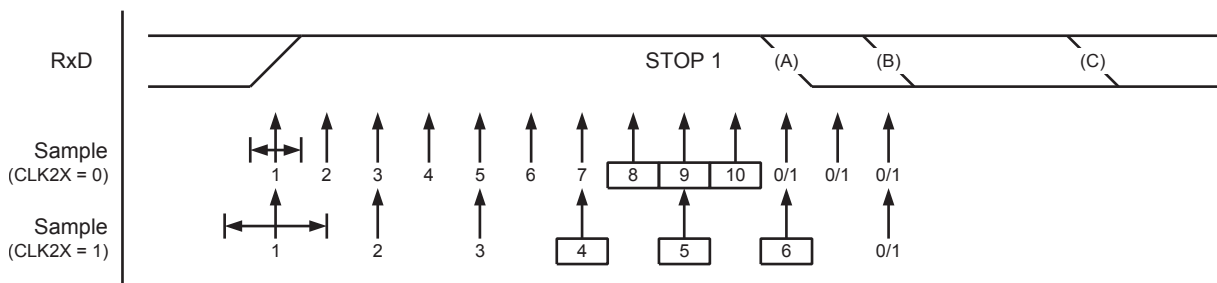 RxD STOP 1 (A) (B) (C)
Sample
(CLK2X = 0)
1 2 3 4 5 6 7 8 9 10 0/1 0/1 0/1
Sample
(CLK2X = 1)
1 2 3 4 5 6 0/1